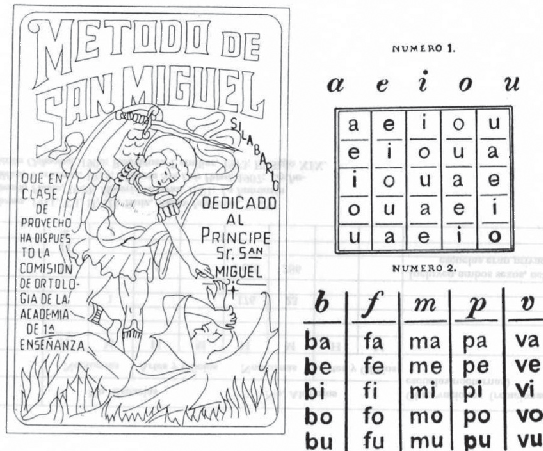 METODO DE
SAN MIGUEL
SILABARIO
QUE EN
CLASE
DE
PROVECHO
HA DISPUES
TO LA
COMISION
DE ORTOLO-
GIA DE LA
ACADEMIA
DE 1ª
ENSEÑANZA
DEDICADO
AL
PRINCIPE
Sr. SAN
MIGUEL
NUMERO 1.
a e i o u
a e i o u
e i o u a
i o u a e
o u a e i
u a e i o
NUMERO 2.
b f m p v
ba fa ma pa va
be fe me pe ve
bi fi mi pi vi
bo fo mo po vo
bu fu mu pu vu